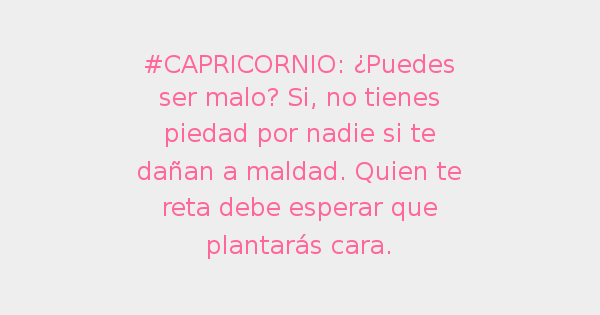 #CAPRICORNIO: ¿Puedes
ser malo? Si, no tienes
piedad por nadie si te
dañan a maldad. Quien te
reta debe esperar que
plantarás cara.